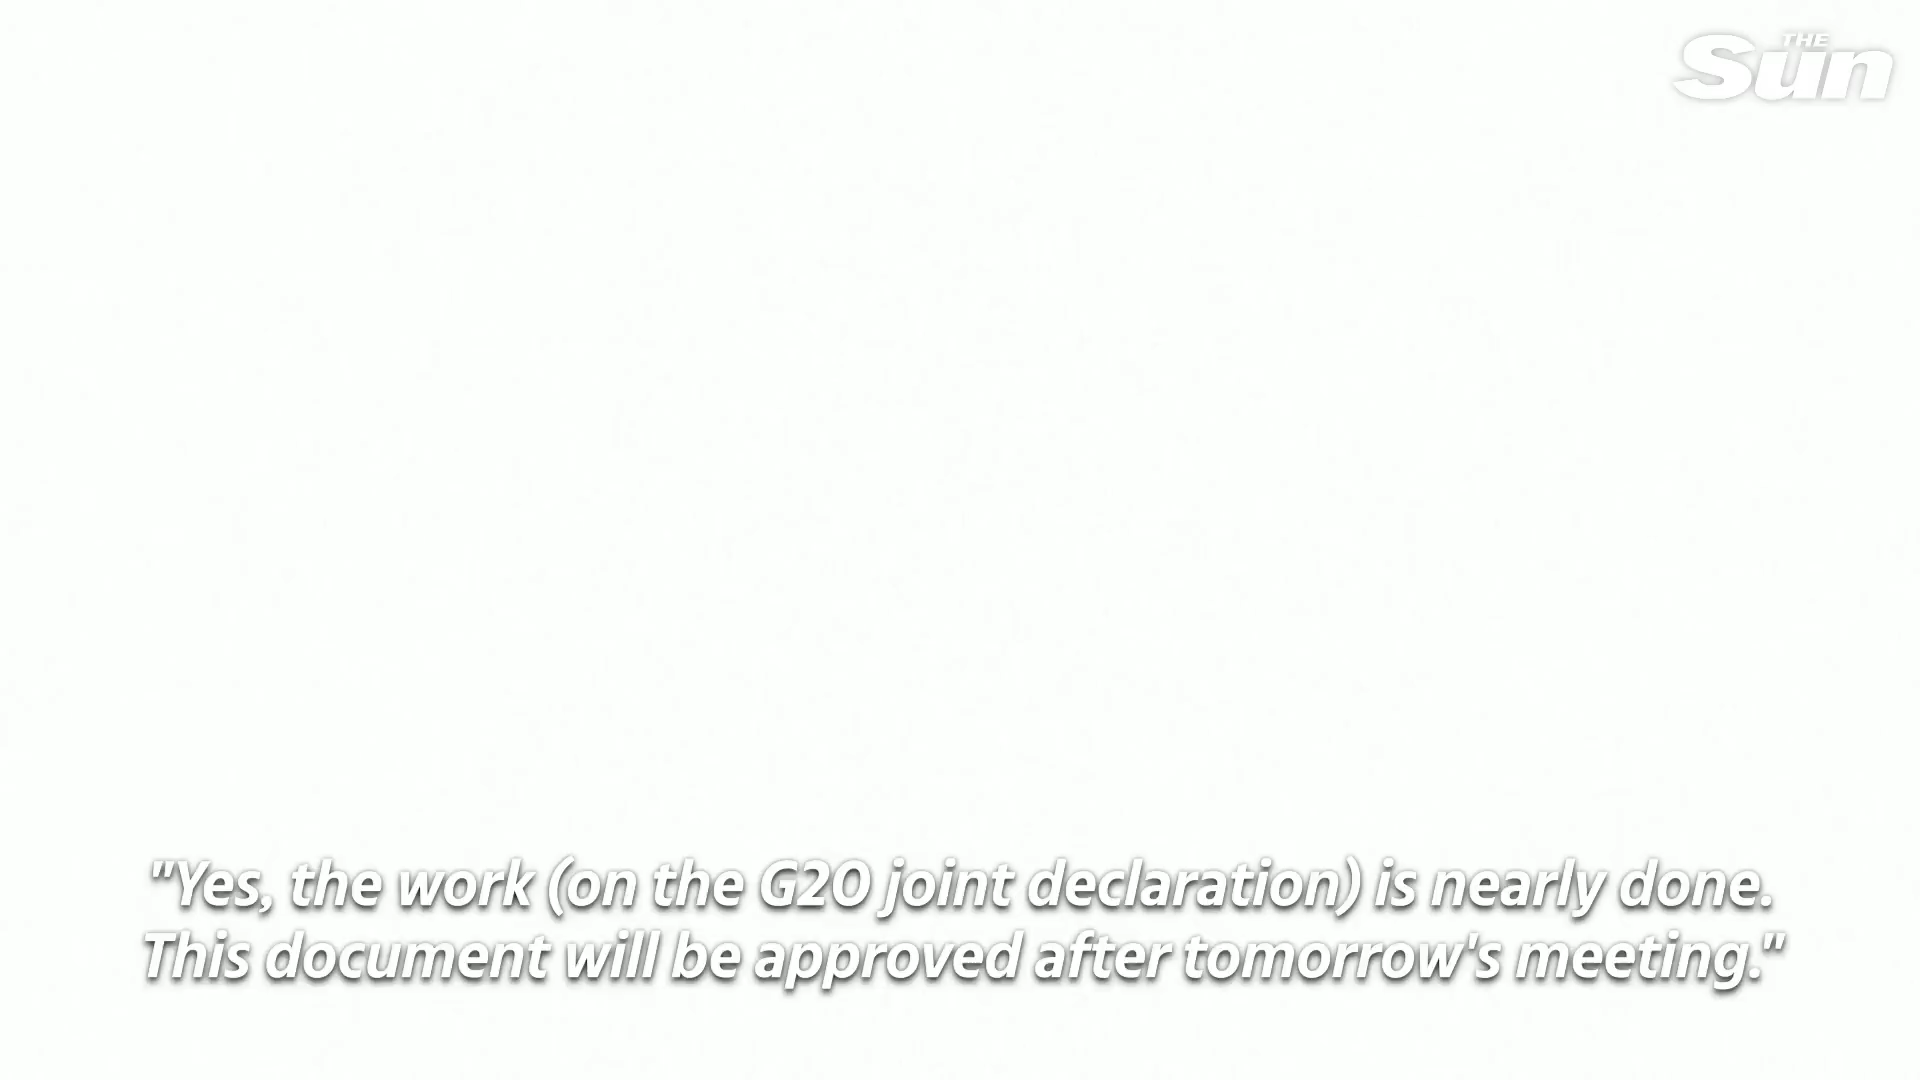 THE
Sun
"Yes, the work (on the G20 joint declaration) is nearly done.
This document will be approved after tomorrow's meeting."